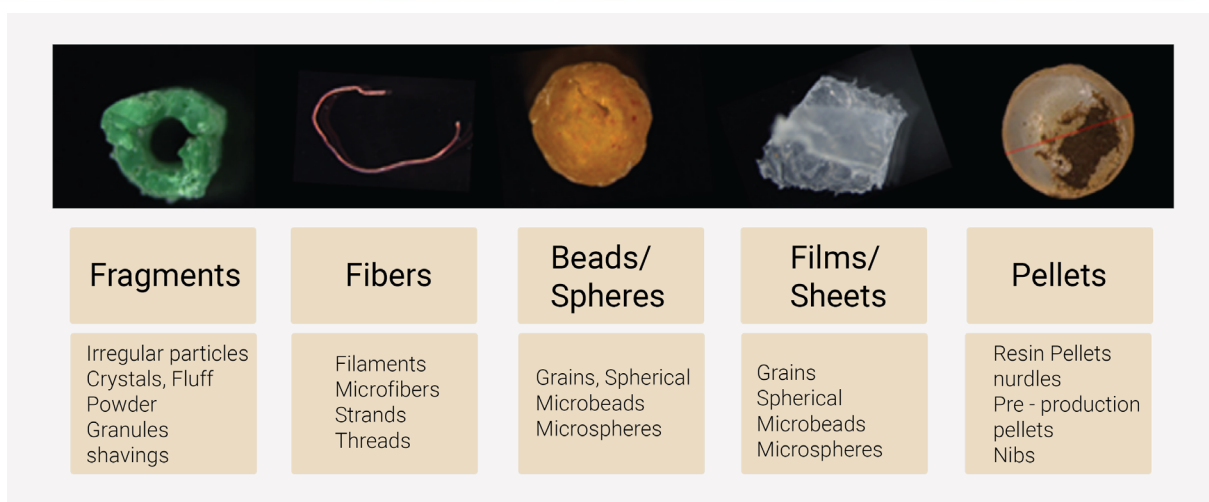 Fragments
Fibers
Beads/
Spheres
Films/
Sheets
Pellets
Irregular particles
Crystals, Fluff
Powder
Granules
shavings
Filaments
Microfibers
Strands
Threads
Grains, Spherical
Microbeads
Microspheres
Grains
Spherical
Microbeads
Microspheres
Resin Pellets
nurdles
Pre - production
pellets
Nibs